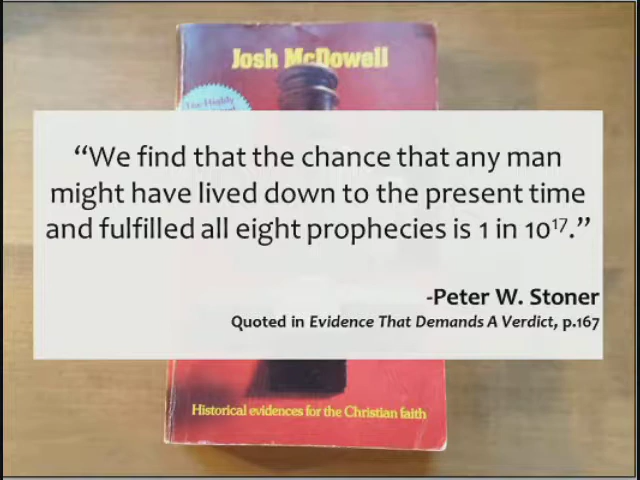 Josh McDowell
The Highly
“We find that the chance that any man
might have lived down to the present time
and fulfilled all eight prophecies is 1 in 10¹⁷.”
-Peter W. Stoner
Quoted in Evidence That Demands A Verdict, p.167
Historical evidences for the Christian faith